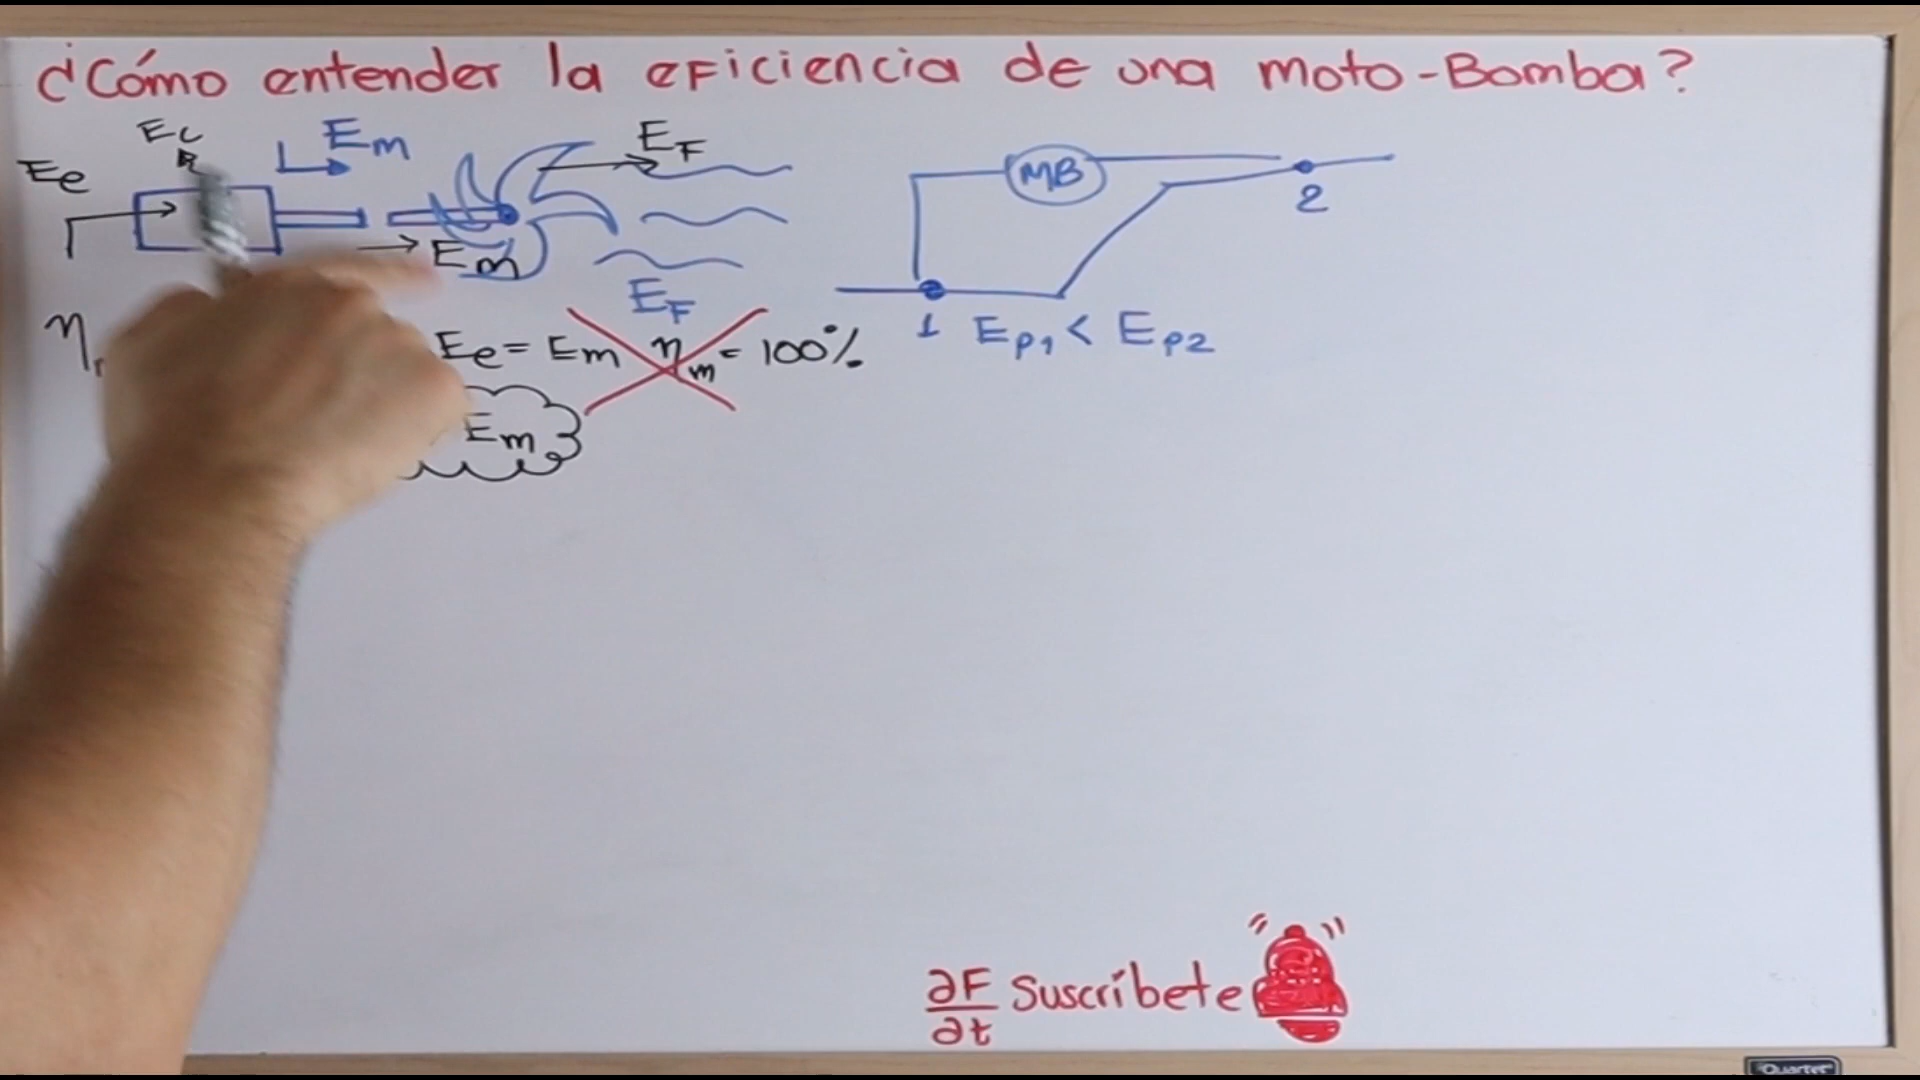 ¿Cómo entender la eficiencia de una moto-Bomba?
Ec
Em
EF
Ee
MB
2
Em
EF
1 Ep1 < Ep2
η
Ee = Em ηm = 100%
Em
∂F/∂t Suscríbete
Quartet